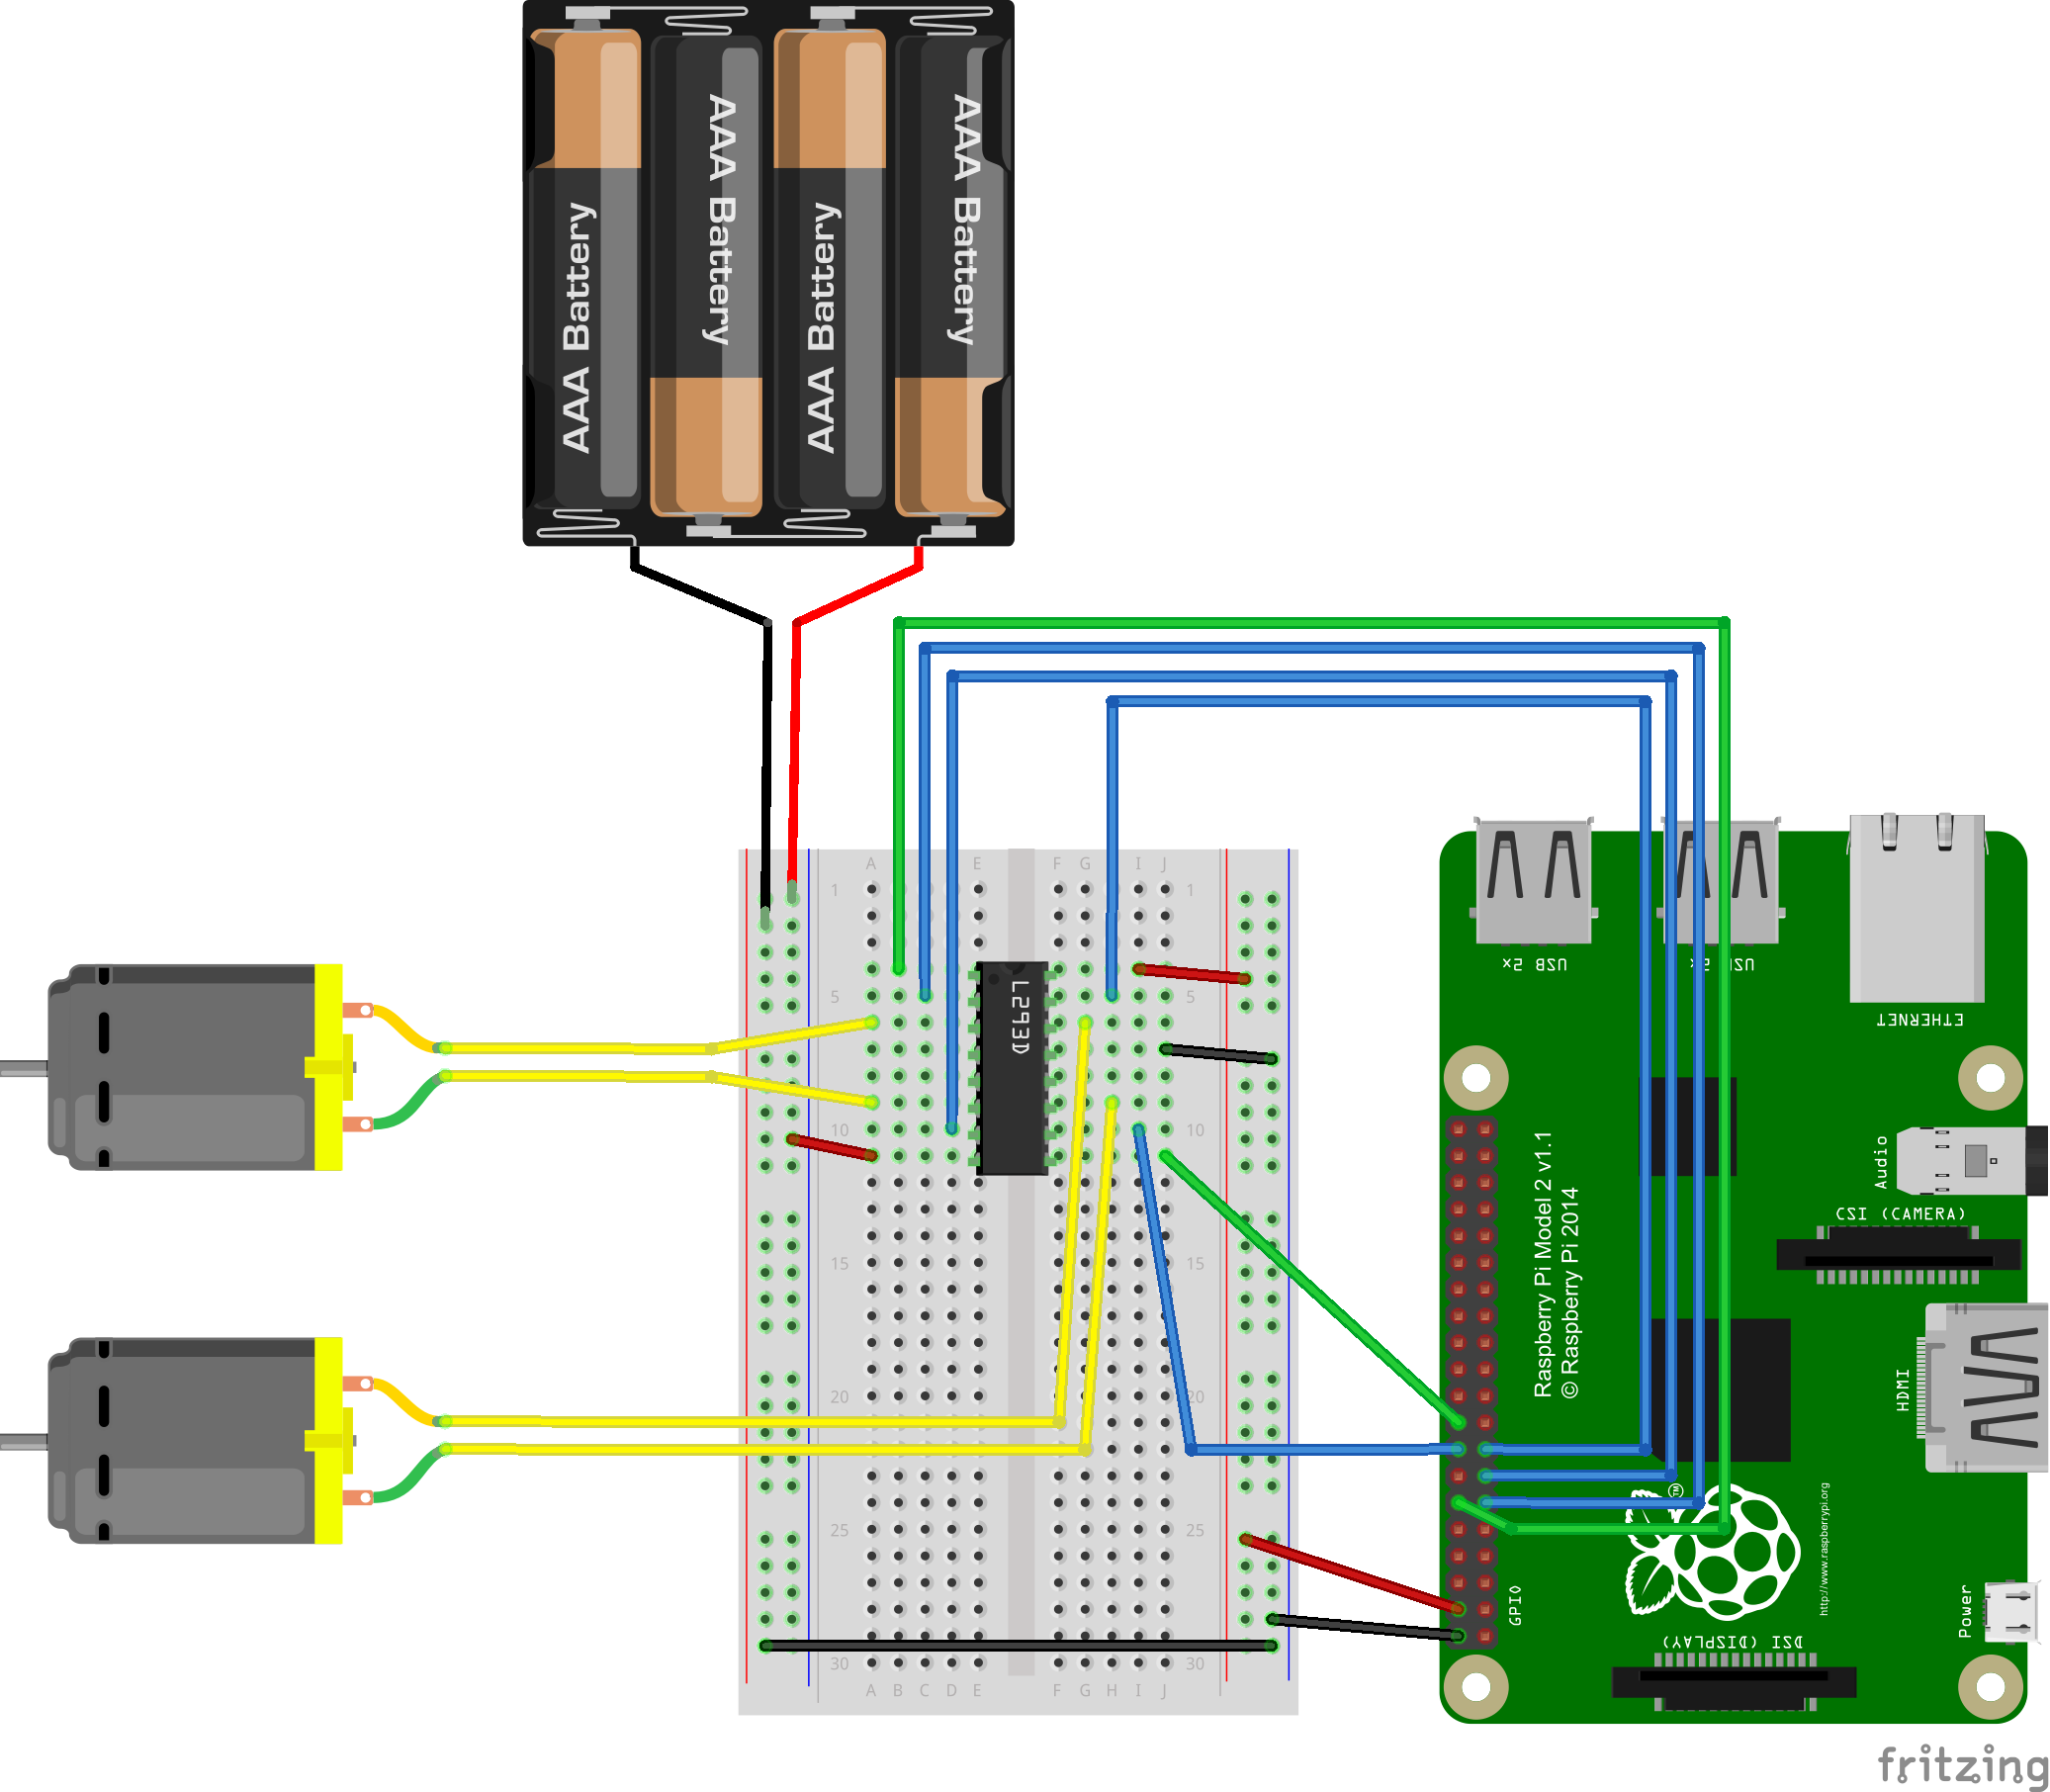 AAA Battery
AAA Battery
AAA Battery
AAA Battery
A E F G I J
1 1
5 5
10 10
15 15
20 20
25 25
30 30
A B C D E F G H I J
L293D
USB 2x
USB 2x
ETHERNET
Raspberry Pi Model 2 v1.1
© Raspberry Pi 2014
Audio
CSI (CAMERA)
HDMI
TM
http://www.raspberrypi.org
GPIO
Power
DSI (DISPLAY)
fritzing